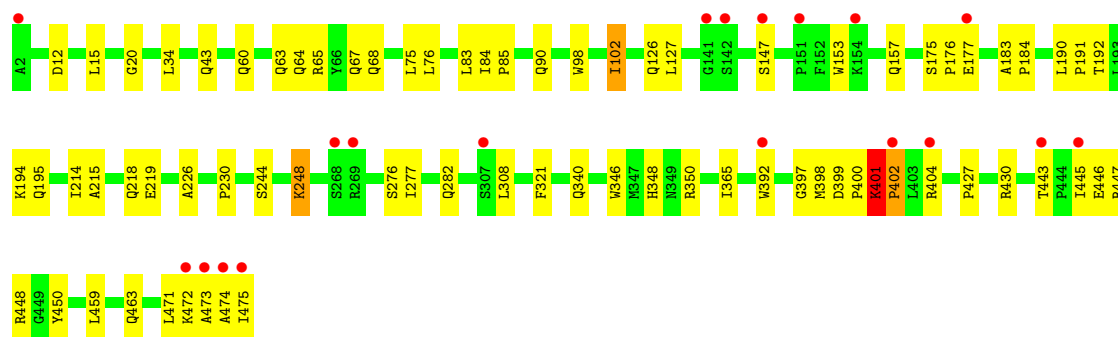 A2 D12 L15 G20 L34 Q43 Q60 Q63 Q64 R65 Y66 Q67 Q68 L75 L76 L83 I84 P85 Q90 W98 I102 Q126 L127 G141 S142 S147 P151 F152 W153 K154 Q157 S175 P176 E177 A183 P184 L190 P191 T192 L193
K194 Q195 I214 A215 Q218 E219 A226 P230 S244 K248 S268 R269 S276 I277 Q282 S307 L308 F321 Q340 W346 M347 H348 N349 R350 I365 W392 G397 M398 D399 P400 K401 P402 L403 R404 P427 R430 T443 P444 I445 E446 P447
R448 G449 Y450 L459 Q463 L471 K472 A473 A474 I475